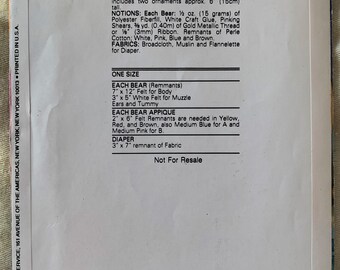 includes two ornaments approx. 6" (15cm)
tall.
NOTIONS: Each Bear: ½ oz. (15 grams) of
Polyester Fiberfill, White Craft Glue, Pinking
Shears, ⅜ yd. (0.40m) of Gold Metallic Thread
or ⅛" (3mm) Ribbon. Remnants of Perle
Cotton; White, Pink, Blue and Brown.
FABRICS: Broadcloth, Muslin and Flannelette
for Diaper.
ONE SIZE
EACH BEAR (Remnants)
7" x 12" Felt for Body
3" x 5" White Felt for Muzzle
Ears and Tummy
EACH BEAR APPLIQUE
2" x 6" Felt Remnants are needed in Yellow,
Red, and Brown, also Medium Blue for A and
Medium Pink for B.
DIAPER
3" x 7" remnant of Fabric
Not For Resale
SERVICE, 161 AVENUE OF THE AMERICAS, NEW YORK, NEW YORK 10013 • PRINTED IN U.S.A.